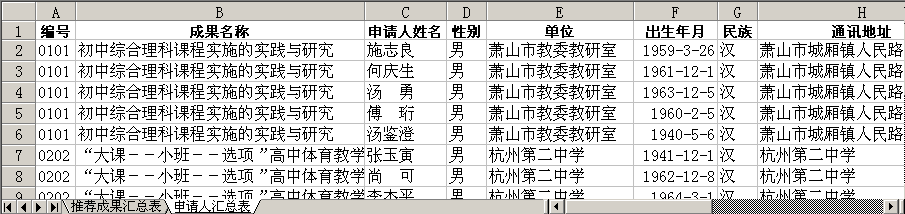 A B C D E F G H
1 编号 成果名称 申请人姓名 性别 单位 出生年月 民族 通讯地址
2 0101 初中综合理科课程实施的实践与研究 施志良 男 萧山市教委教研室 1959-3-26 汉 萧山市城厢镇人民路
3 0101 初中综合理科课程实施的实践与研究 何庆生 男 萧山市教委教研室 1961-12-1 汉 萧山市城厢镇人民路
4 0101 初中综合理科课程实施的实践与研究 汤　勇 男 萧山市教委教研室 1963-12-5 汉 萧山市城厢镇人民路
5 0101 初中综合理科课程实施的实践与研究 傅　珩 男 萧山市教委教研室 1960-2-5 汉 萧山市城厢镇人民路
6 0101 初中综合理科课程实施的实践与研究 汤鉴澄 男 萧山市教委教研室 1940-5-6 汉 萧山市城厢镇人民路
7 0202 “大课－－小班－－选项”高中体育教学 张玉寅 男 杭州第二中学 1941-12-1 汉 杭州第二中学
8 0202 “大课－－小班－－选项”高中体育教学 尚　可 男 杭州第二中学 1962-12-8 汉 杭州第二中学
9 0202 “大课－－小班－－选项”高中体育教学 男 杭州第二中学 1964-3-1 汉 杭州第二中学
推荐成果汇总表 申请人汇总表